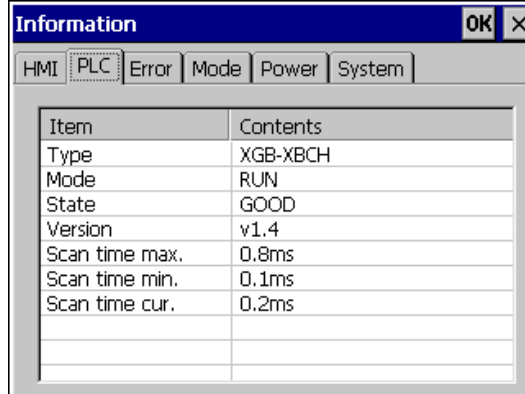 Information OK ×
HMI PLC Error Mode Power System
Item Contents
Type XGB-XBCH
Mode RUN
State GOOD
Version v1.4
Scan time max. 0.8ms
Scan time min. 0.1ms
Scan time cur. 0.2ms